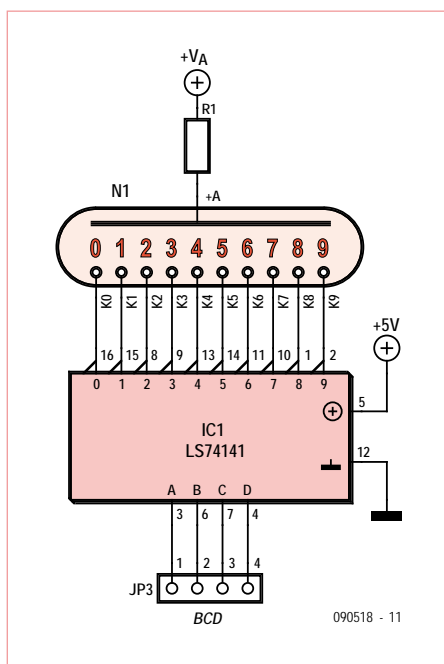 +VA
R1
N1
+A
0 1 2 3 4 5 6 7 8 9
K0 K1 K2 K3 K4 K5 K6 K7 K8 K9
+5V
16 15 8 9 13 14 11 10 1 2
0 1 2 3 4 5 6 7 8 9
5
IC1
LS74141
12
A B C D
3 6 7 4
1 2 3 4
JP3
BCD
090518 - 11